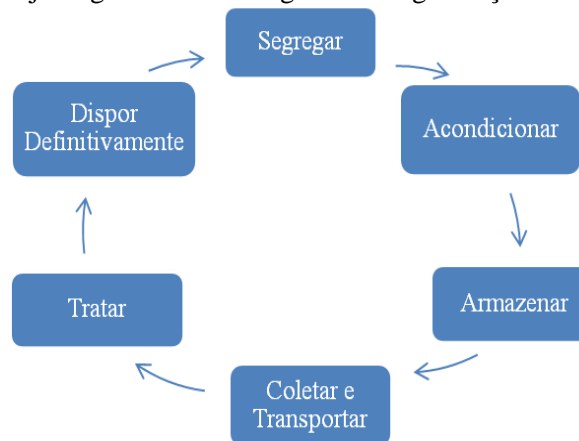 Segregar
Acondicionar
Armazenar
Coletar e
Transportar
Tratar
Dispor
Definitivamente